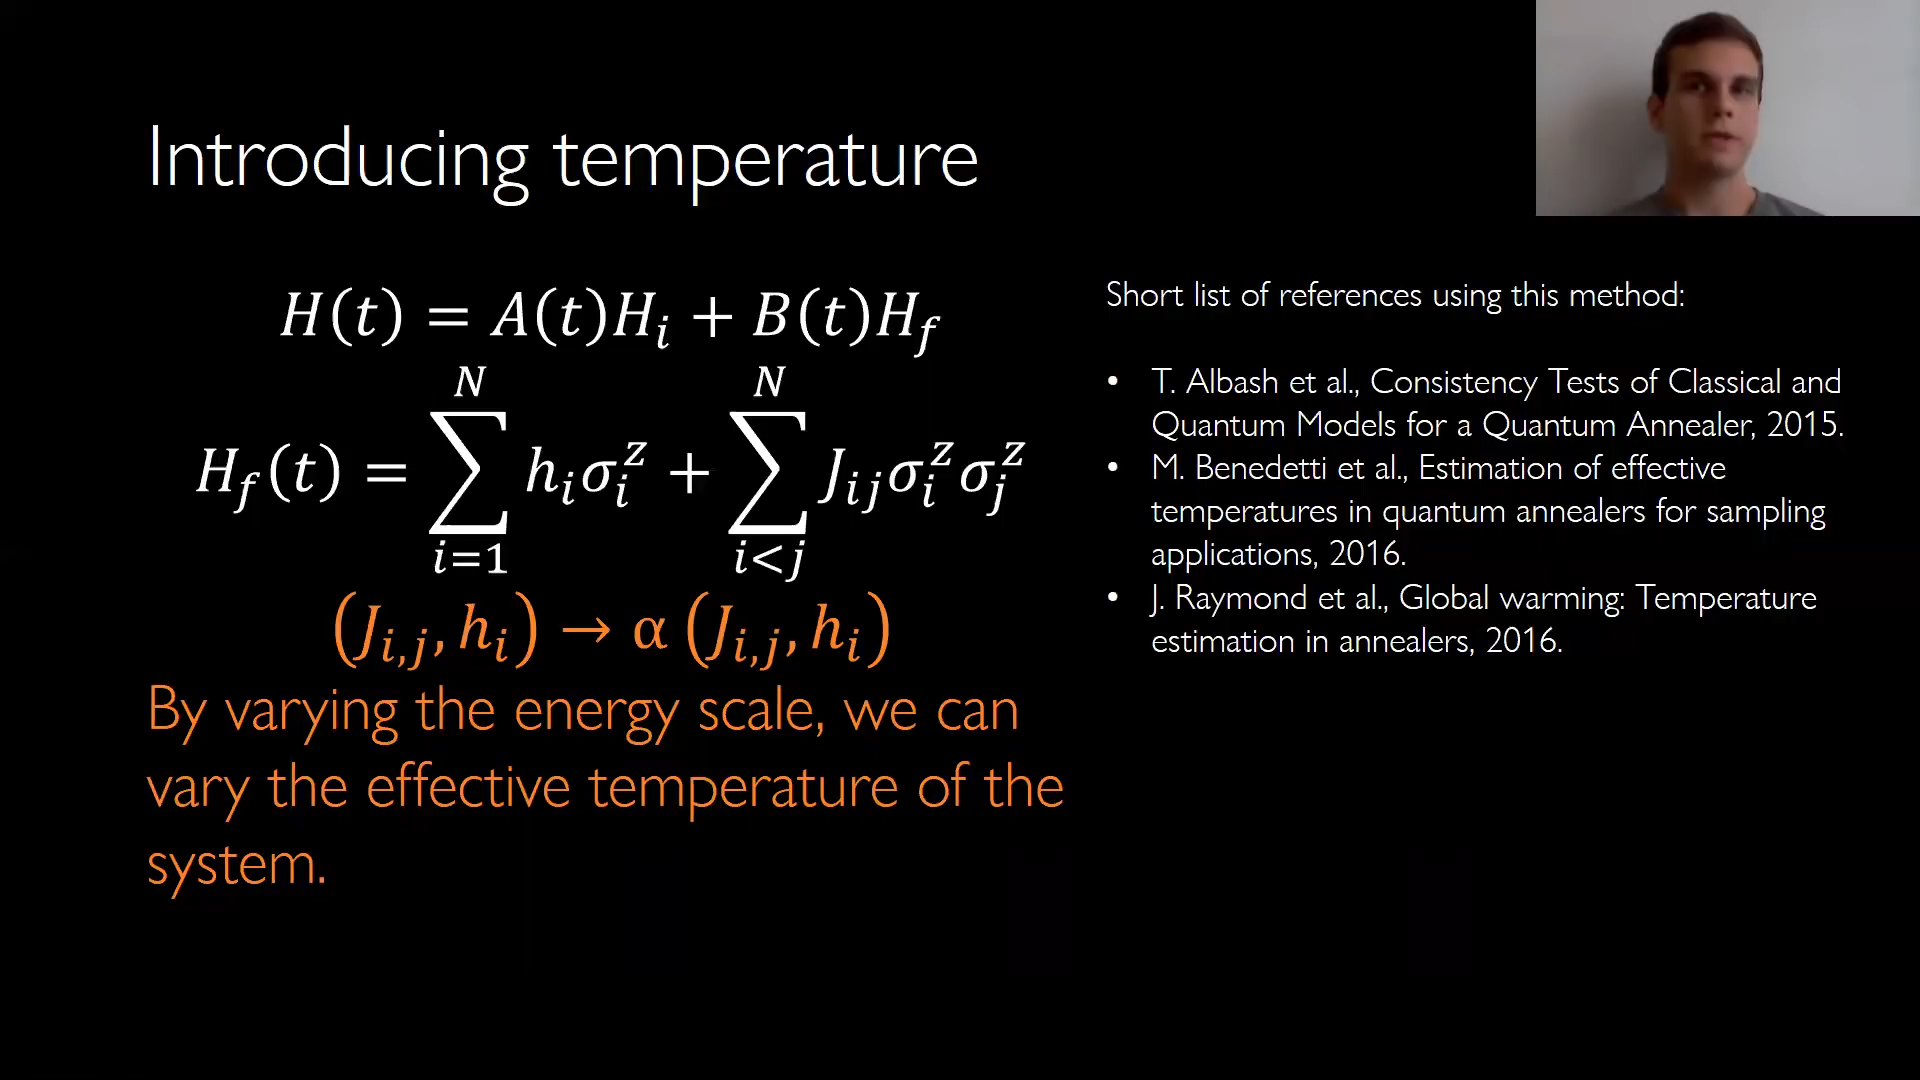 Introducing temperature
H(t) = A(t)H_i + B(t)H_f
H_f(t) = \sum_{i=1}^{N} h_i σ_i^z + \sum_{i<j}^{N} J_{ij} σ_i^z σ_j^z
(J_{i,j}, h_i) → α (J_{i,j}, h_i)
By varying the energy scale, we can
vary the effective temperature of the
system.
Short list of references using this method:
• T. Albash et al., Consistency Tests of Classical and
Quantum Models for a Quantum Annealer, 2015.
• M. Benedetti et al., Estimation of effective
temperatures in quantum annealers for sampling
applications, 2016.
• J. Raymond et al., Global warming: Temperature
estimation in annealers, 2016.